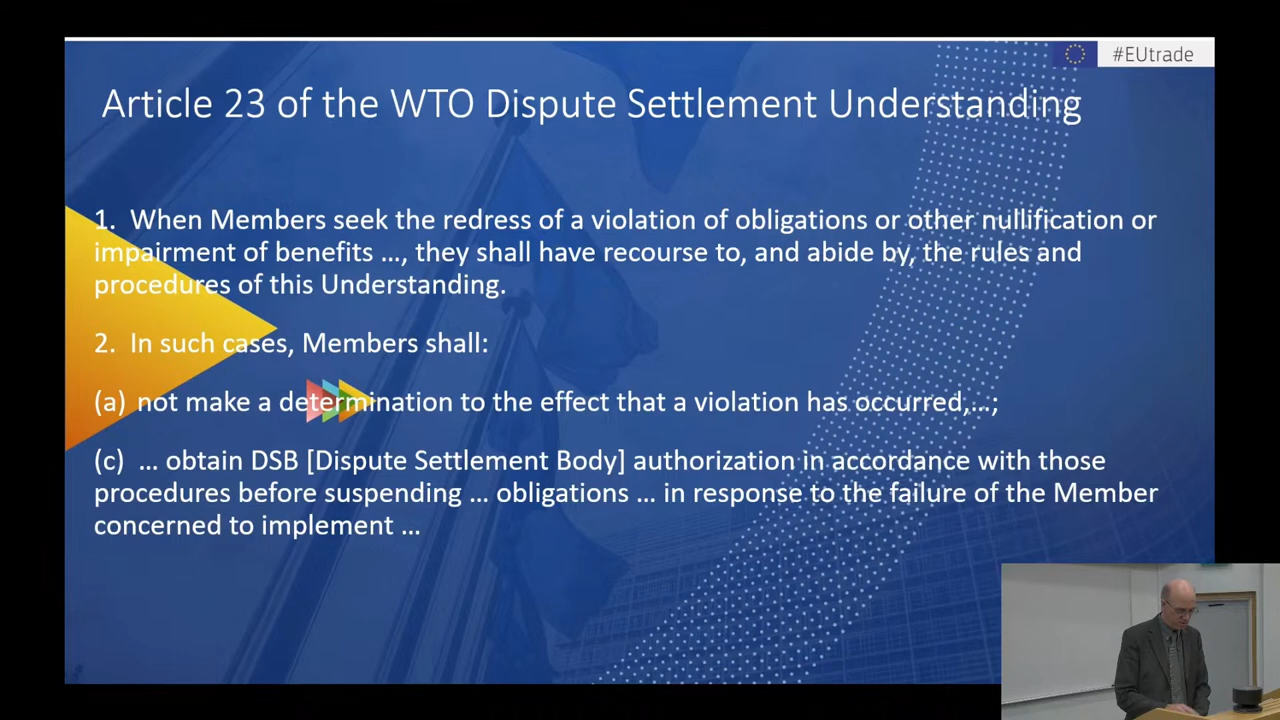 #EUtrade
Article 23 of the WTO Dispute Settlement Understanding
1. When Members seek the redress of a violation of obligations or other nullification or
impairment of benefits …, they shall have recourse to, and abide by, the rules and
procedures of this Understanding.
2. In such cases, Members shall:
(a) not make a determination to the effect that a violation has occurred,…;
(c) … obtain DSB [Dispute Settlement Body] authorization in accordance with those
procedures before suspending … obligations … in response to the failure of the Member
concerned to implement …